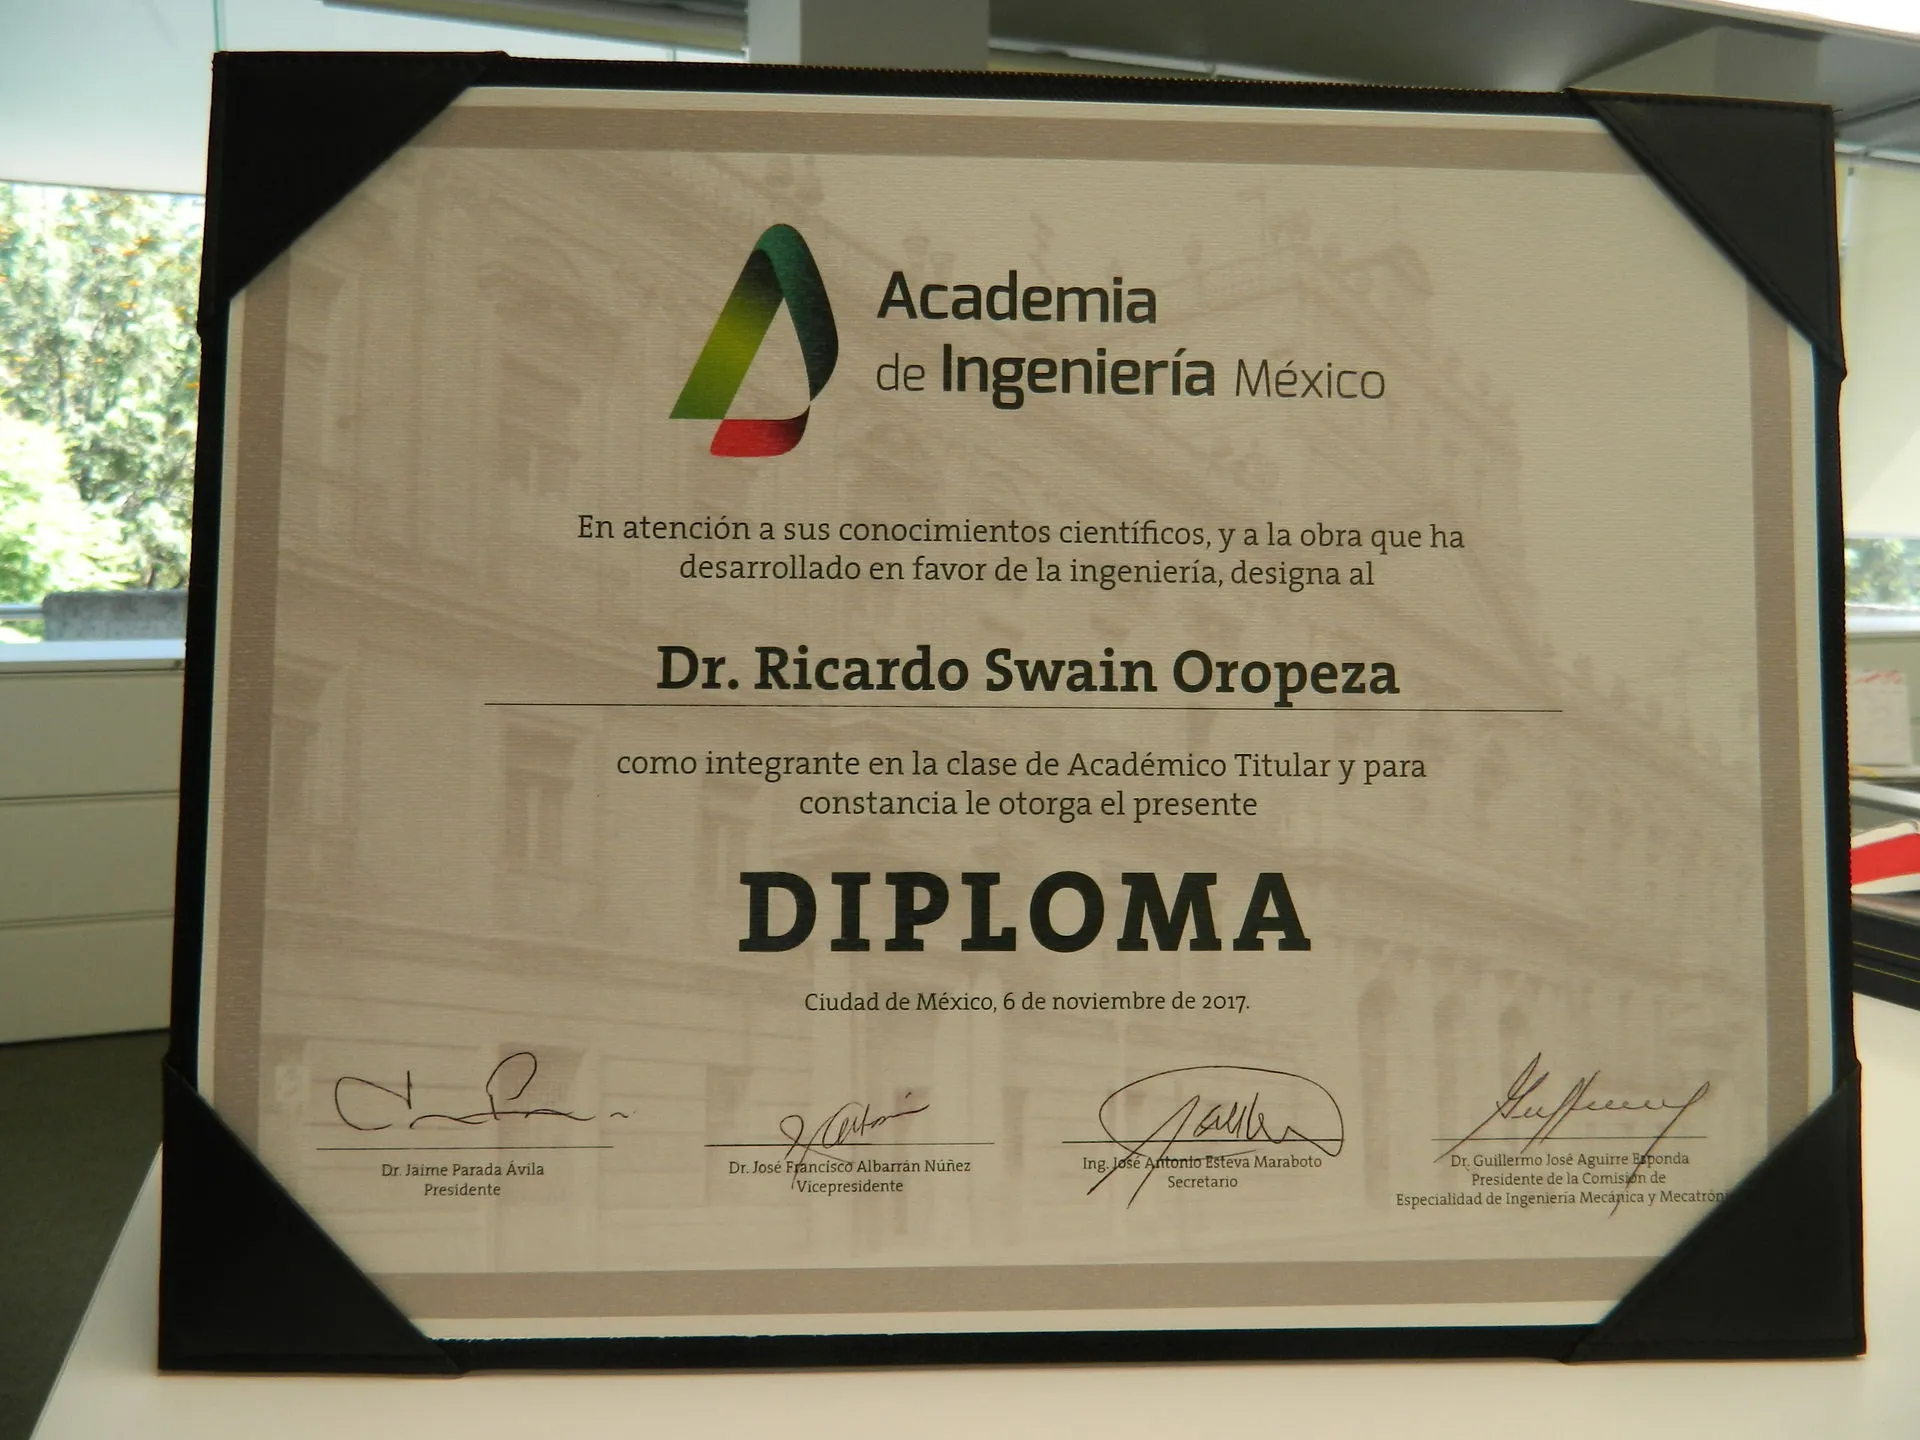 Academia
de Ingeniería México
En atención a sus conocimientos científicos, y a la obra que ha
desarrollado en favor de la ingeniería, designa al
Dr. Ricardo Swain Oropeza
como integrante en la clase de Académico Titular y para
constancia le otorga el presente
DIPLOMA
Ciudad de México, 6 de noviembre de 2017.
Dr. Jaime Parada Ávila
Presidente
Dr. José Francisco Albarrán Núñez
Vicepresidente
Ing. José Antonio Esteva Maraboto
Secretario
Dr. Guillermo José Aguirre Esponda
Presidente de la Comisión de
Especialidad de Ingeniería Mecánica y Mecatróni